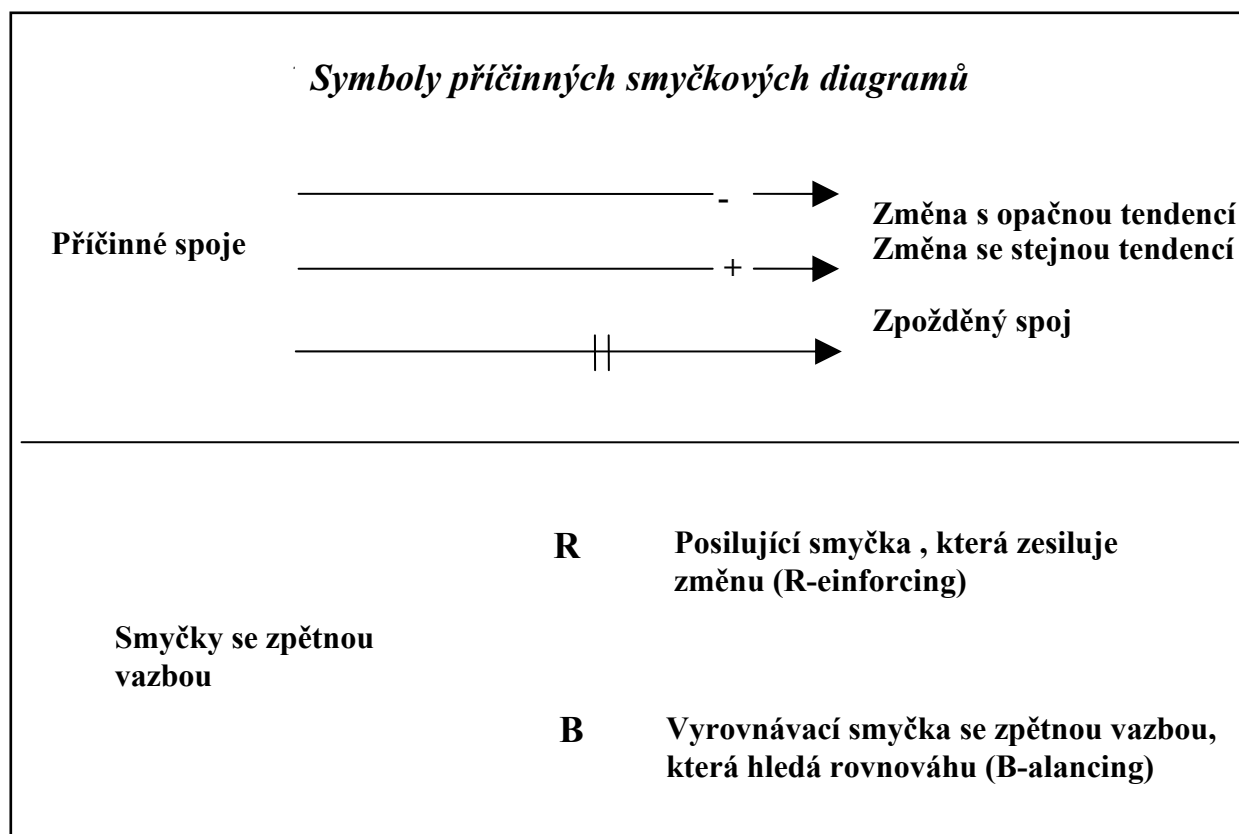 Symboly příčinných smyčkových diagramů
-
Změna s opačnou tendencí
Příčinné spoje
Změna se stejnou tendencí
+
Zpožděný spoj
R
Posilující smyčka , která zesiluje
změnu (R-einforcing)
Smyčky se zpětnou
vazbou
B
Vyrovnávací smyčka se zpětnou vazbou,
která hledá rovnováhu (B-alancing)